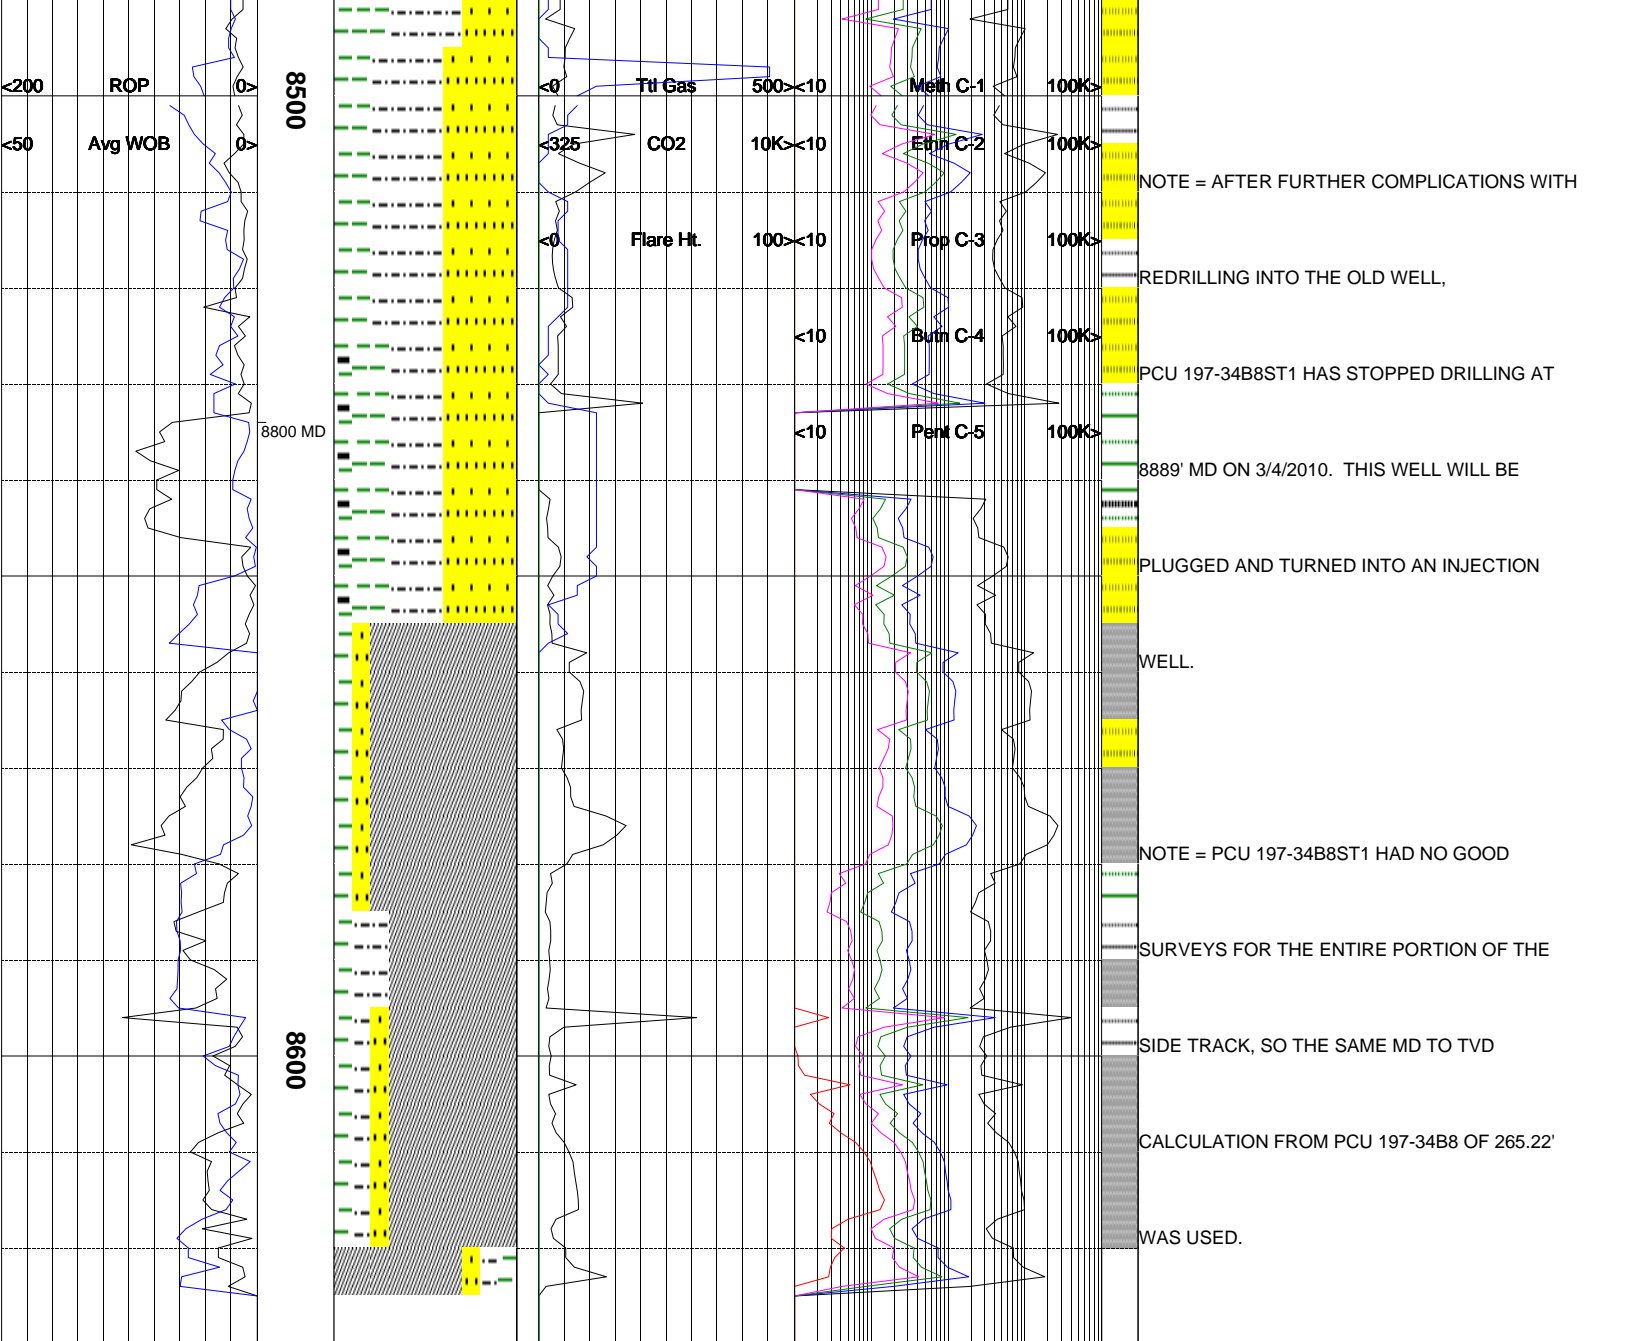 <200 ROP 0>
8500
<0 Ttl Gas 500>
<10 Meth C-1 100K>
<50 Avg WOB 0>
<325 CO2 10K>
<10 Ethn C-2 100K>
NOTE = AFTER FURTHER COMPLICATIONS WITH
<0 Flare Ht. 100>
<10 Prop C-3 100K>
REDRILLING INTO THE OLD WELL,
<10 Butn C-4 100K>
PCU 197-34B8ST1 HAS STOPPED DRILLING AT
8800 MD
<10 Pent C-5 100K>
8889' MD ON 3/4/2010.  THIS WELL WILL BE
PLUGGED AND TURNED INTO AN INJECTION
WELL.
NOTE = PCU 197-34B8ST1 HAD NO GOOD
SURVEYS FOR THE ENTIRE PORTION OF THE
8600
SIDE TRACK, SO THE SAME MD TO TVD
CALCULATION FROM PCU 197-34B8 OF 265.22'
WAS USED.